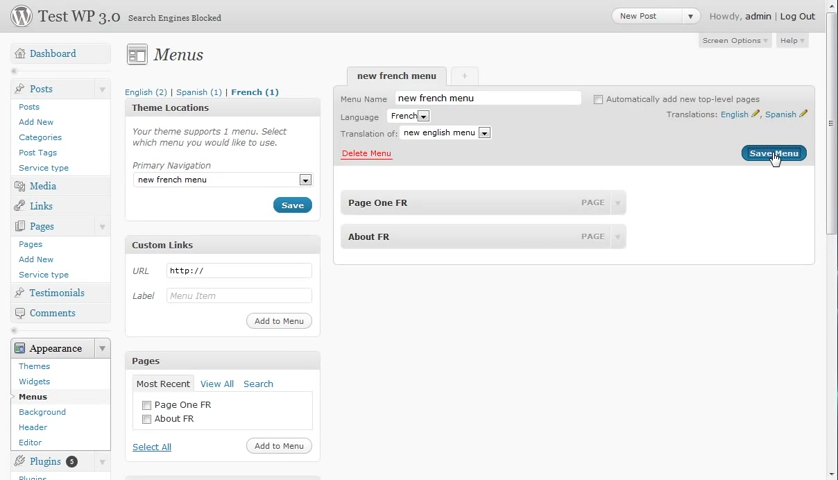 Test WP 3.0 Search Engines Blocked
New Post
Howdy, admin | Log Out
Screen Options
Help
Dashboard
Posts
Posts
Add New
Categories
Post Tags
Service type
Media
Links
Pages
Pages
Add New
Service type
Testimonials
Comments
Appearance
Themes
Widgets
Menus
Background
Header
Editor
Plugins 5
Menus
English (2) | Spanish (1) | French (1)
Theme Locations
Your theme supports 1 menu. Select
which menu you would like to use.
Primary Navigation
new french menu
Save
Custom Links
URL http://
Label Menu Item
Add to Menu
Pages
Most Recent View All Search
Page One FR
About FR
Select All
Add to Menu
new french menu +
Menu Name new french menu
Automatically add new top-level pages
Language French
Translations: English , Spanish
Translation of: new english menu
Delete Menu
Save Menu
Page One FR PAGE
About FR PAGE